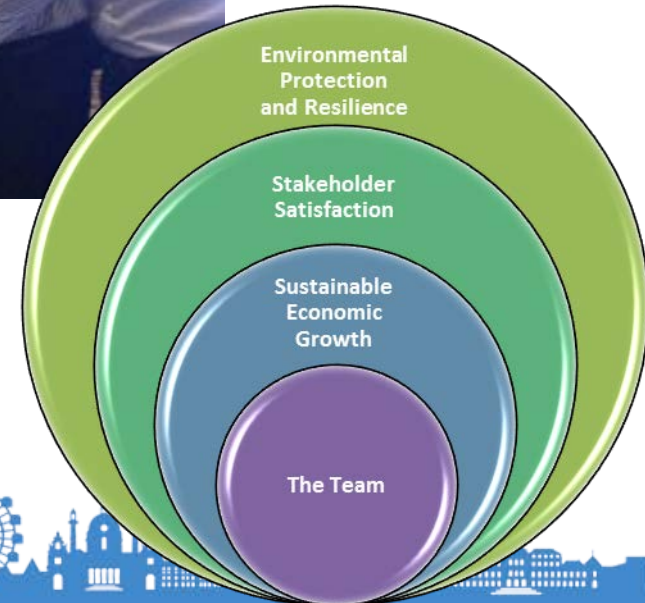 Environmental
Protection
and Resilience
Stakeholder
Satisfaction
Sustainable
Economic
Growth
The Team